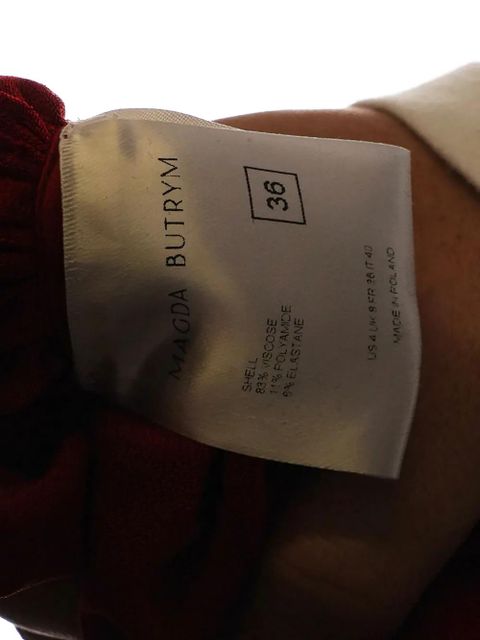 MAGDA BUTRYM
36
SHELL
83% VISCOSE
11% POLYAMIDE
6% ELASTANE
US 4 UK 8 FR 36 IT 40
MADE IN POLAND